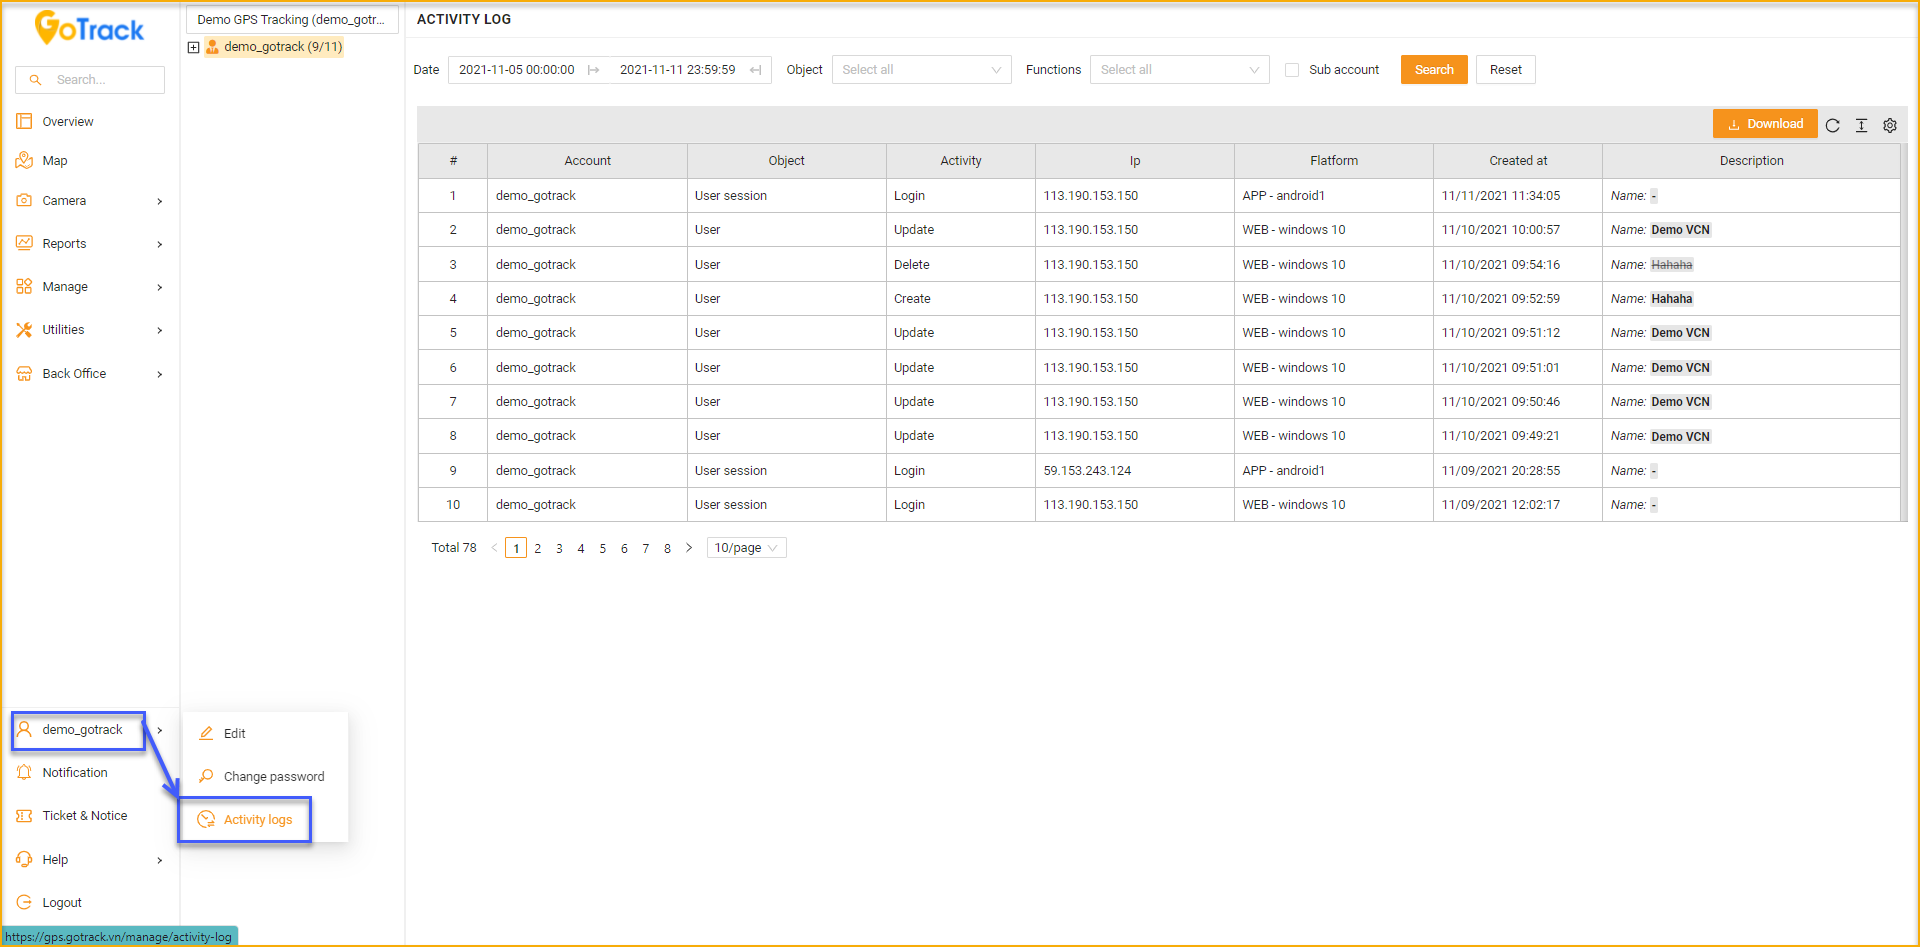 GoTrack
Search...
Overview
Map
Camera
Reports
Manage
Utilities
Back Office
demo_gotrack
Notification
Ticket & Notice
Help
Logout
https://gps.gotrack.vn/manage/activity-log
Edit
Change password
Activity logs
Demo GPS Tracking (demo_gotr...
demo_gotrack (9/11)
ACTIVITY LOG
Date 2021-11-05 00:00:00 2021-11-11 23:59:59 Object Select all Functions Select all Sub account Search Reset
Download
# Account Object Activity Ip Flatform Created at Description
1 demo_gotrack User session Login 113.190.153.150 APP - android1 11/11/2021 11:34:05 Name: -
2 demo_gotrack User Update 113.190.153.150 WEB - windows 10 11/10/2021 10:00:57 Name: Demo VCN
3 demo_gotrack User Delete 113.190.153.150 WEB - windows 10 11/10/2021 09:54:16 Name: Hahaha
4 demo_gotrack User Create 113.190.153.150 WEB - windows 10 11/10/2021 09:52:59 Name: Hahaha
5 demo_gotrack User Update 113.190.153.150 WEB - windows 10 11/10/2021 09:51:12 Name: Demo VCN
6 demo_gotrack User Update 113.190.153.150 WEB - windows 10 11/10/2021 09:51:01 Name: Demo VCN
7 demo_gotrack User Update 113.190.153.150 WEB - windows 10 11/10/2021 09:50:46 Name: Demo VCN
8 demo_gotrack User Update 113.190.153.150 WEB - windows 10 11/10/2021 09:49:21 Name: Demo VCN
9 demo_gotrack User session Login 59.153.243.124 APP - android1 11/09/2021 20:28:55 Name: -
10 demo_gotrack User session Login 113.190.153.150 WEB - windows 10 11/09/2021 12:02:17 Name: -
Total 78 < 1 2 3 4 5 6 7 8 > 10/page